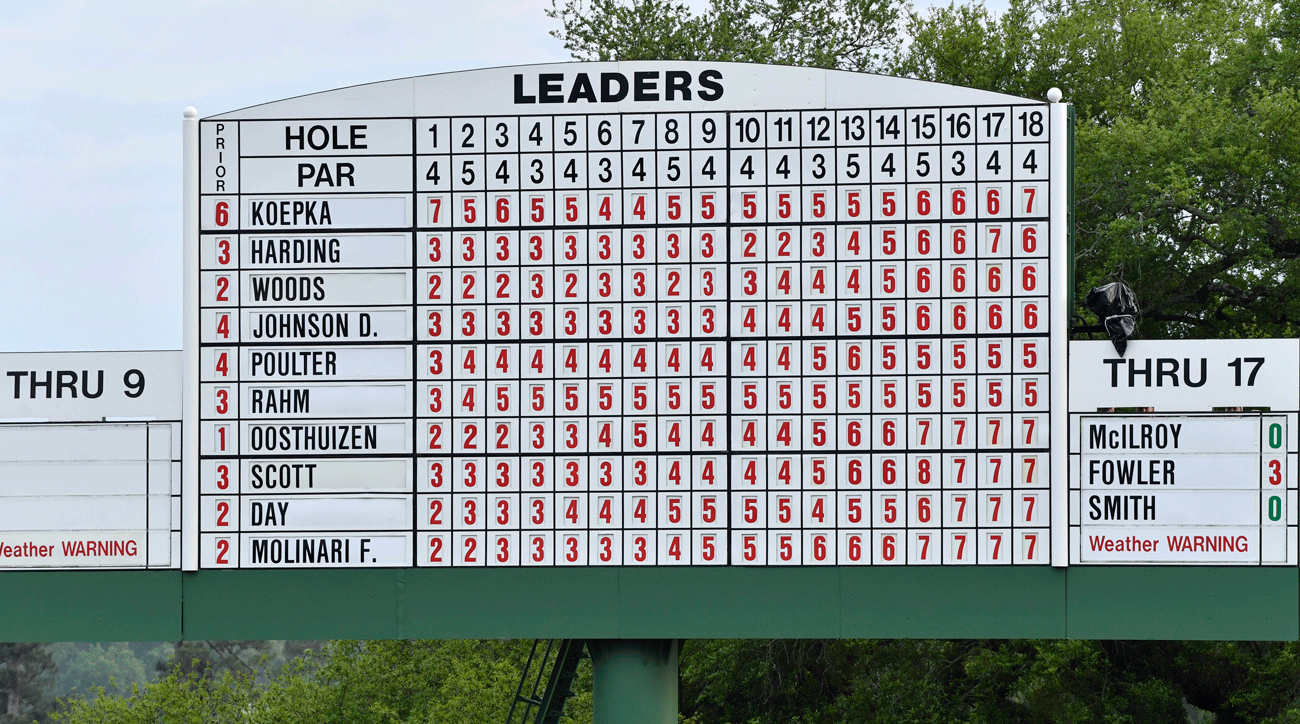 LEADERS
PRIOR HOLE 1 2 3 4 5 6 7 8 9 10 11 12 13 14 15 16 17 18
PAR 4 5 4 3 4 3 4 5 4 4 4 3 5 4 5 3 4 4
6 KOEPKA 7 5 6 5 5 4 4 5 5 5 5 5 5 5 6 6 6 7
3 HARDING 3 3 3 3 3 3 3 3 3 2 2 3 4 5 6 6 7 6
2 WOODS 2 2 2 3 2 3 3 2 3 3 4 4 4 5 6 6 6 6
4 JOHNSON D. 3 3 3 3 3 3 3 3 3 4 4 4 5 5 6 6 6 6
4 POULTER 3 4 4 4 4 4 4 4 4 4 4 5 6 5 5 5 5 5
3 RAHM 3 4 5 5 5 5 5 5 5 5 5 5 5 5 5 5 5 5
1 OOSTHUIZEN 2 2 2 3 3 4 5 4 4 4 4 5 6 6 7 7 7 7
3 SCOTT 3 3 3 3 3 3 3 4 4 4 4 5 6 6 8 7 7 7
2 DAY 2 3 3 3 4 4 4 5 5 5 5 4 5 5 6 7 7 7
2 MOLINARI F. 2 2 3 3 3 3 3 4 5 5 5 6 6 6 7 7 7 7
THRU 9
Weather WARNING
THRU 17
McILROY 0
FOWLER 3
SMITH 0
Weather WARNING